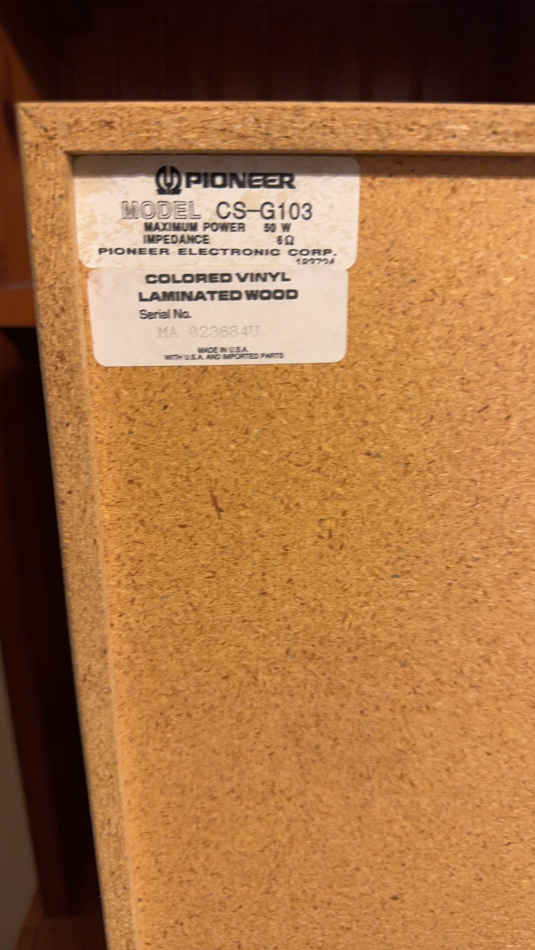 PIONEER
MODEL CS-G103
MAXIMUM POWER 50 W
IMPEDANCE 6Ω
PIONEER ELECTRONIC CORP.
COLORED VINYL
LAMINATED WOOD
Serial No.
MA 023684U
MADE IN U.S.A.
WITH U.S.A. AND IMPORTED PARTS